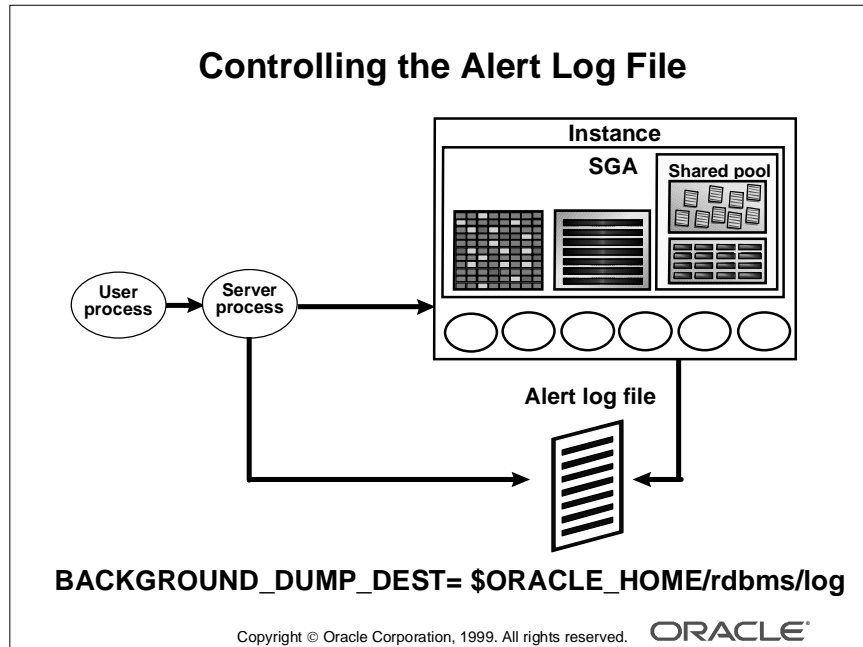 Controlling the Alert Log File
Instance
SGA
Shared pool
User
process
Server
process
Alert log file
BACKGROUND_DUMP_DEST= $ORACLE_HOME/rdbms/log
Copyright © Oracle Corporation, 1999. All rights reserved.
ORACLE®